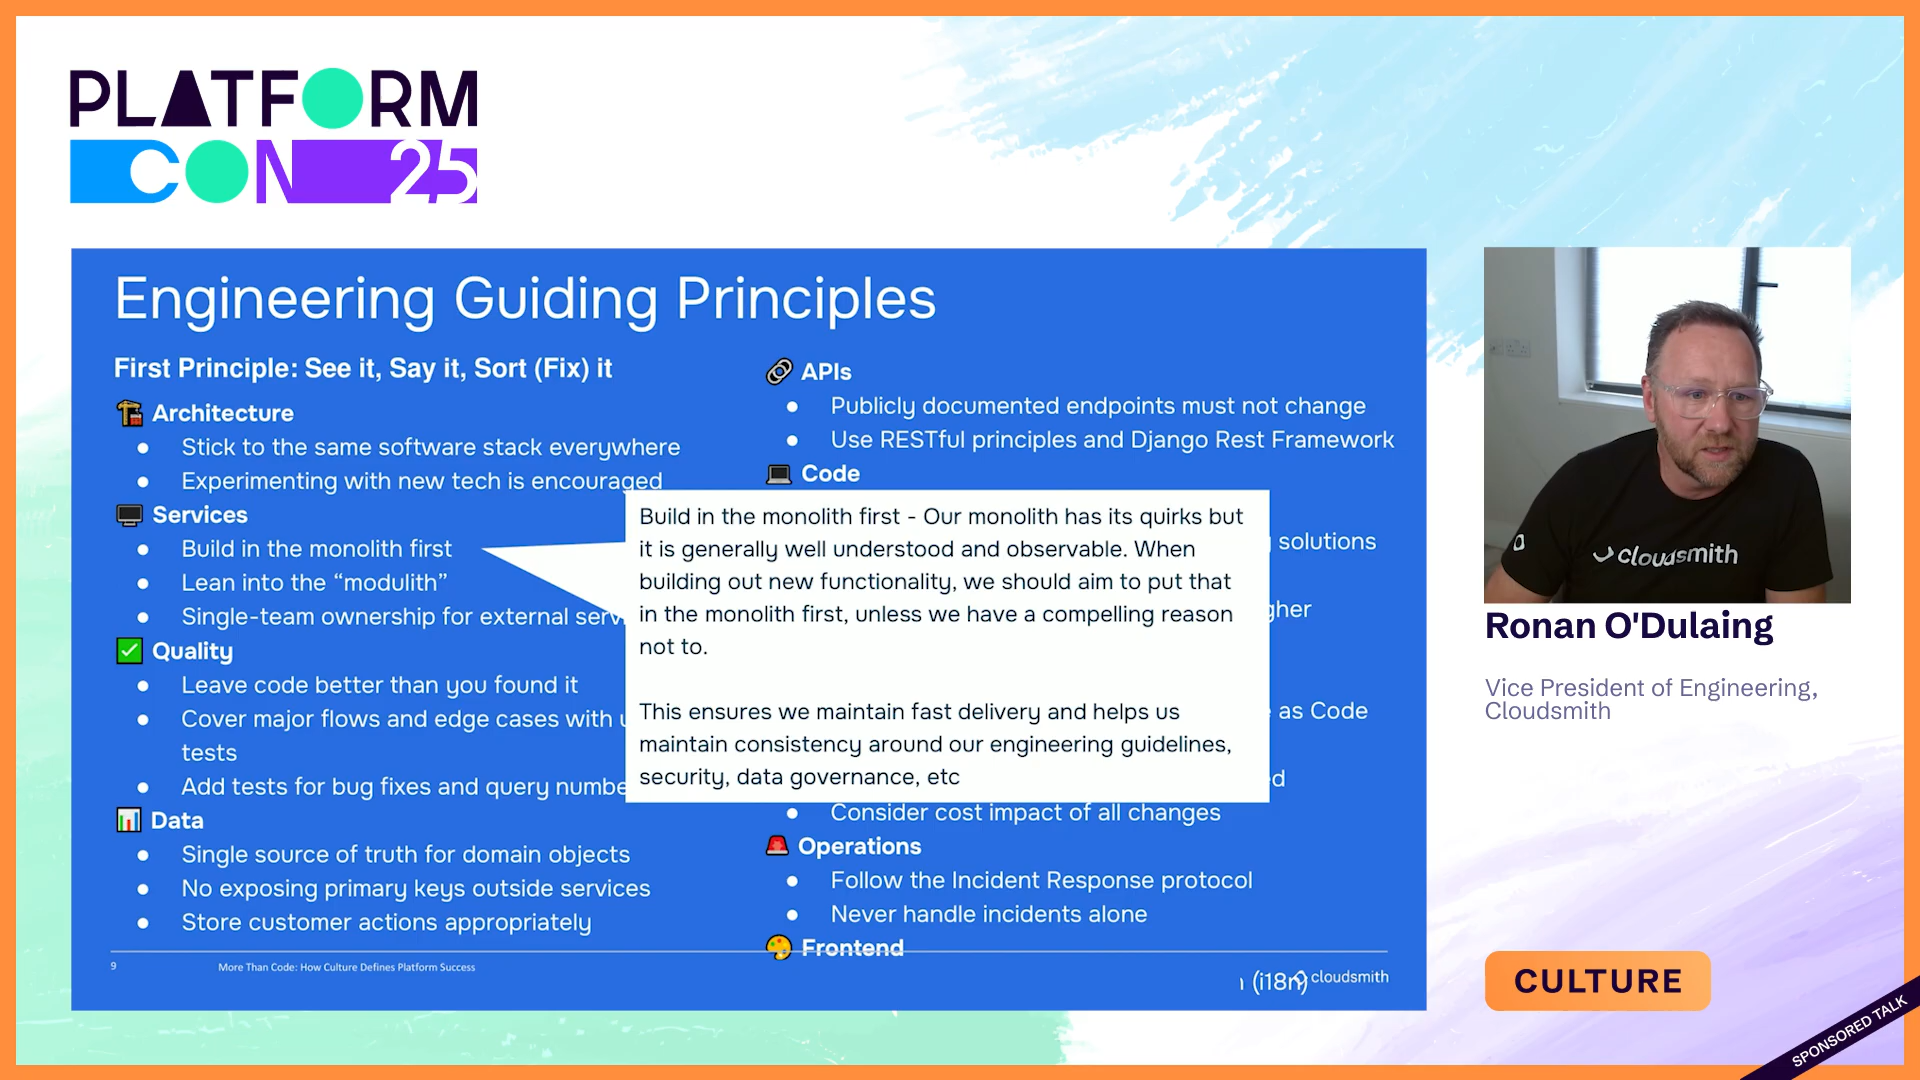 PLATFORM
CON 25
Engineering Guiding Principles
First Principle: See it, Say it, Sort (Fix) it
Architecture
● Stick to the same software stack everywhere
● Experimenting with new tech is encouraged
Services
● Build in the monolith first
● Lean into the “modulith”
● Single-team ownership for external
Quality
● Leave code better than you found it
● Cover major flows and edge cases with
tests
● Add tests for bug fixes and query
Data
● Single source of truth for domain objects
● No exposing primary keys outside services
● Store customer actions appropriately
APIs
● Publicly documented endpoints must not change
● Use RESTful principles and Django Rest Framework
Code
solutions
as Code
● Consider cost impact of all changes
Operations
● Follow the Incident Response protocol
● Never handle incidents alone
Frontend
(i18n)
Build in the monolith first - Our monolith has its quirks but
it is generally well understood and observable. When
building out new functionality, we should aim to put that
in the monolith first, unless we have a compelling reason
not to.
This ensures we maintain fast delivery and helps us
maintain consistency around our engineering guidelines,
security, data governance, etc
9
More Than Code: How Culture Defines Platform Success
cloudsmith
cloudsmith
Ronan O'Dulaing
Vice President of Engineering,
Cloudsmith
CULTURE
SPONSORED TALK